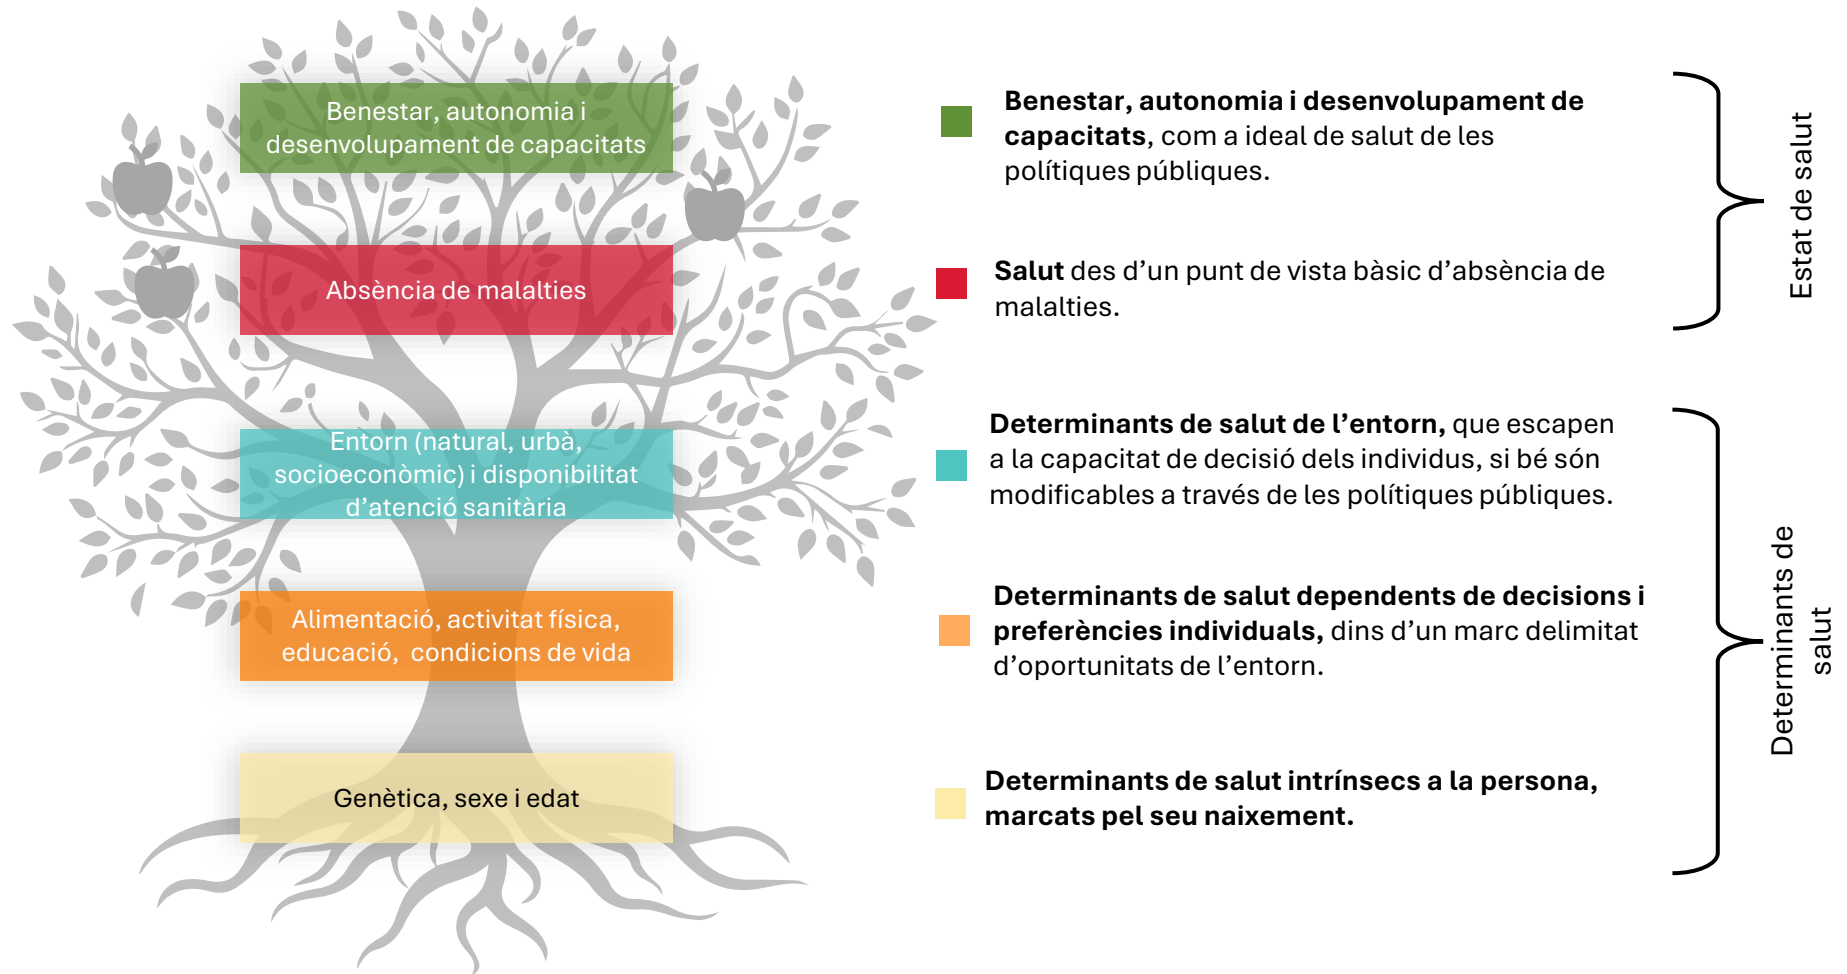 Benestar, autonomia i
desenvolupament de capacitats
Absència de malalties
Entorn (natural, urbà,
socioeconòmic) i disponibilitat
d’atenció sanitària
Alimentació, activitat física,
educació, condicions de vida
Genètica, sexe i edat
Benestar, autonomia i desenvolupament de
capacitats, com a ideal de salut de les
polítiques públiques.
Salut des d’un punt de vista bàsic d’absència de
malalties.
Determinants de salut de l’entorn, que escapen
a la capacitat de decisió dels individus, si bé són
modificables a través de les polítiques públiques.
Determinants de salut dependents de decisions i
preferències individuals, dins d’un marc delimitat
d’oportunitats de l’entorn.
Determinants de salut intrínsecs a la persona,
marcats pel seu naixement.
Estat de salut
Determinants de
salut